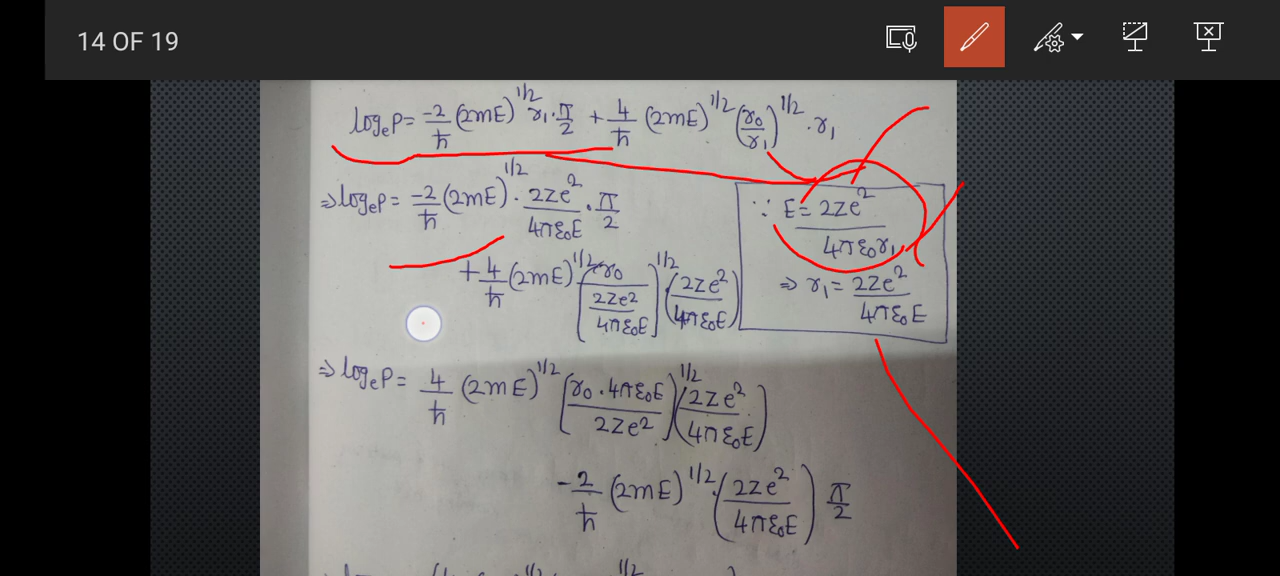 14 OF 19
logₑP = -2/ħ (2mE)^1/2 r₁ · π/2 + 4/ħ (2mE)^1/2 (r₀/r₁)^1/2 · r₁
⇒ logₑP = -2/ħ (2mE)^1/2 · 2Ze²/4πε₀E · π/2
+ 4/ħ (2mE)^1/2 [r₀/(2Ze²/4πε₀E)]^1/2 (2Ze²/4πε₀E)
∵ E = 2Ze²/4πε₀r₁
⇒ r₁ = 2Ze²/4πε₀E
⇒ logₑP = 4/ħ (2mE)^1/2 (r₀ · 4πε₀E/2Ze²)^1/2 (2Ze²/4πε₀E)
- 2/ħ (2mE)^1/2 · (2Ze²/4πε₀E) π/2